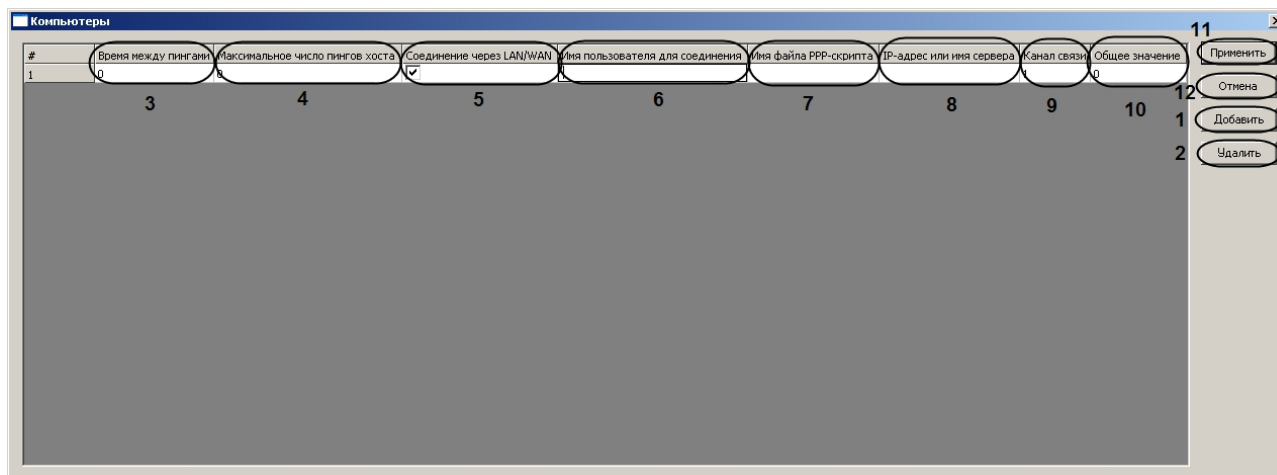 Компьютеры
11
# Время между пингами Максимальное число пингов хоста Соединение через LAN/WAN Имя пользователя для соединения Имя файла PPP-скрипта IP-адрес или имя сервера Канал связи Общее значение Применить
1 0 0 1 0
12 Отмена
3 4 5 6 7 8 9 10
1 Добавить
2 Удалить